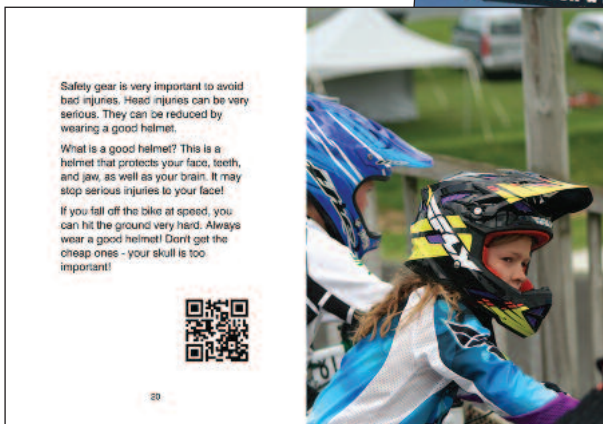 Safety gear is very important to avoid
bad injuries. Head injuries can be very
serious. They can be reduced by
wearing a good helmet.
What is a good helmet? This is a
helmet that protects your face, teeth,
and jaw, as well as your brain. It may
stop serious injuries to your face!
If you fall off the bike at speed, you
can hit the ground very hard. Always
wear a good helmet! Don't get the
cheap ones - your skull is too
important!
20